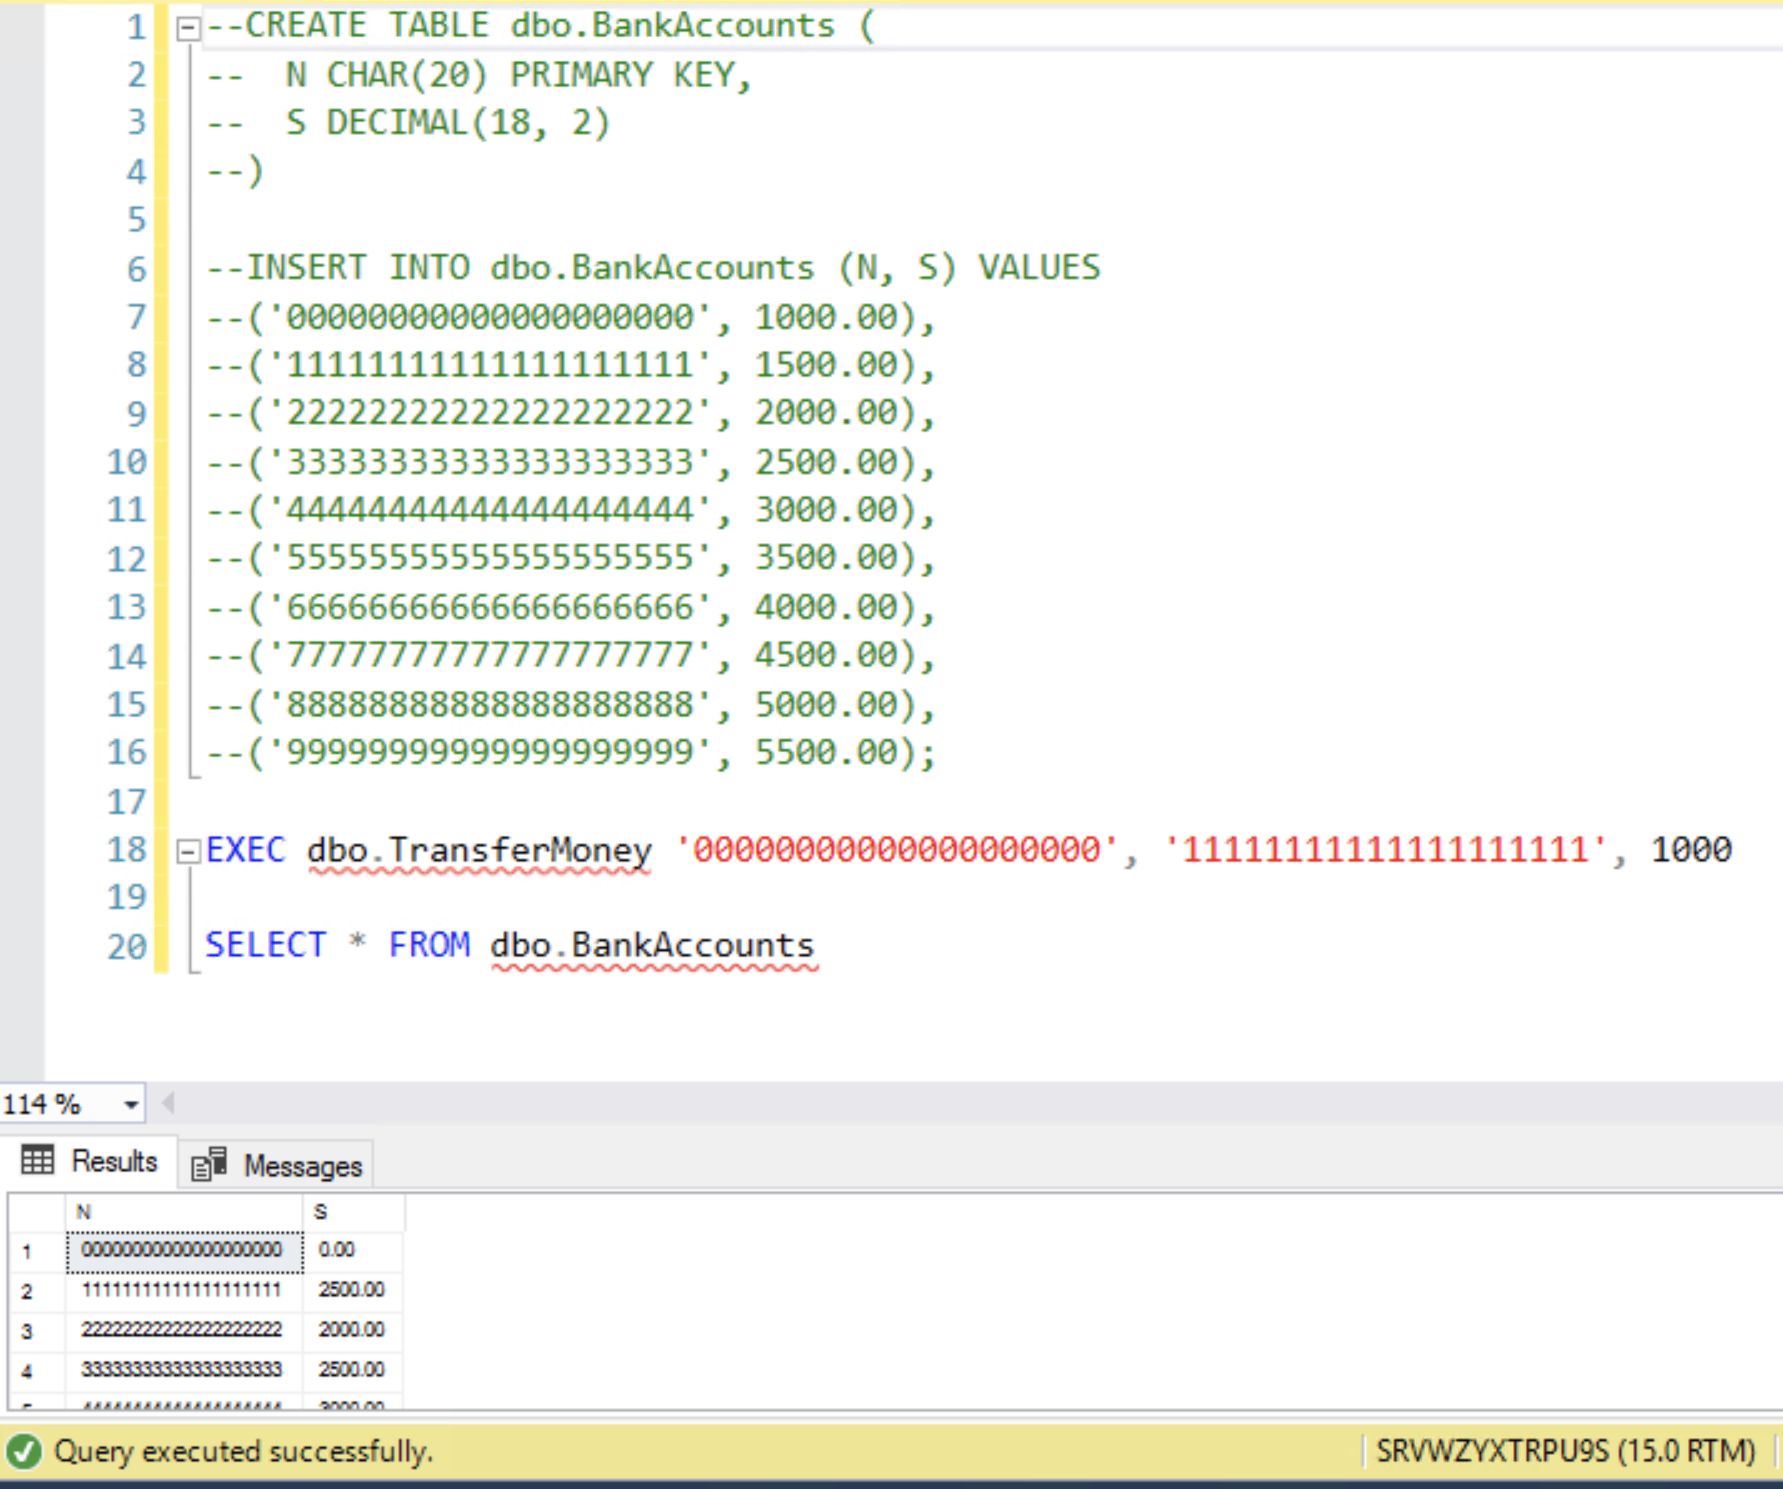 1 --CREATE TABLE dbo.BankAccounts (
2 --  N CHAR(20) PRIMARY KEY,
3 --  S DECIMAL(18, 2)
4 --)
5
6 --INSERT INTO dbo.BankAccounts (N, S) VALUES
7 --('00000000000000000000', 1000.00),
8 --('11111111111111111111', 1500.00),
9 --('22222222222222222222', 2000.00),
10 --('33333333333333333333', 2500.00),
11 --('44444444444444444444', 3000.00),
12 --('55555555555555555555', 3500.00),
13 --('66666666666666666666', 4000.00),
14 --('77777777777777777777', 4500.00),
15 --('88888888888888888888', 5000.00),
16 --('99999999999999999999', 5500.00);
17
18 EXEC dbo.TransferMoney '00000000000000000000', '11111111111111111111', 1000
19
20 SELECT * FROM dbo.BankAccounts
114 %
Results Messages
N S
1 00000000000000000000 0.00
2 11111111111111111111 2500.00
3 22222222222222222222 2000.00
4 33333333333333333333 2500.00
5 44444444444444444444 3000.00
Query executed successfully. SRVWZYXTRPU9S (15.0 RTM)